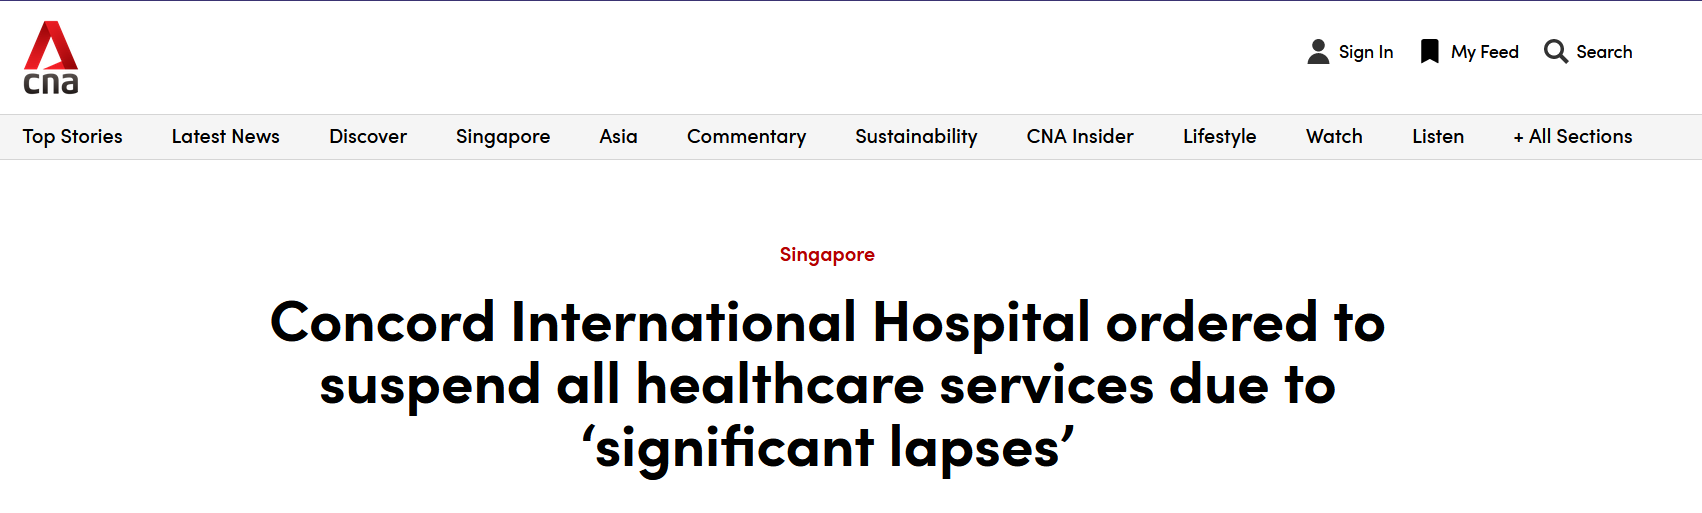 cna
Sign In My Feed Search
Top Stories Latest News Discover Singapore Asia Commentary Sustainability CNA Insider Lifestyle Watch Listen + All Sections
Singapore
Concord International Hospital ordered to
suspend all healthcare services due to
‘significant lapses’